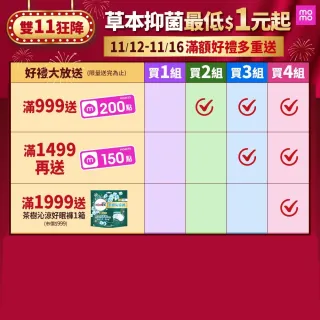 雙11狂降
草本抑菌最低$1元起
momo
11/12-11/16 滿額好禮多重送
好禮大放送 (限量送完為止)
買1組
買2組
買3組
買4組
滿999送
m 200點
滿1499
再送
m 150點
滿1999送
茶樹沁涼好眠褲1箱